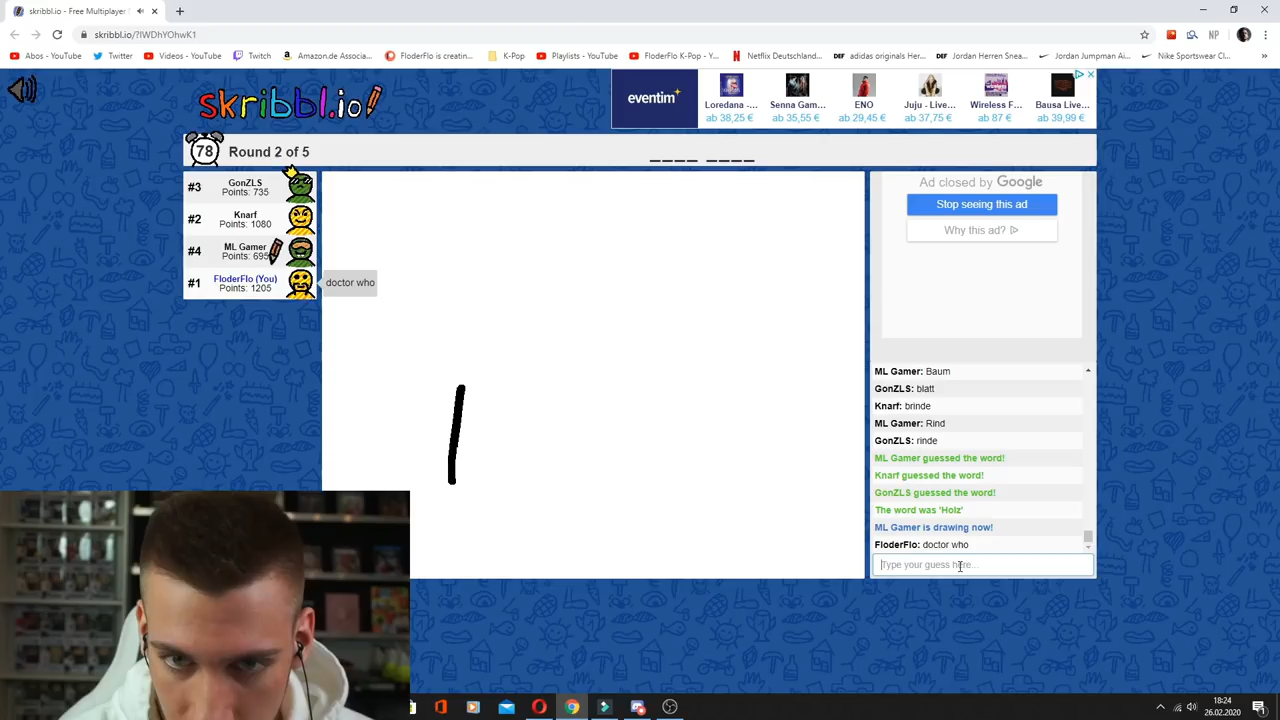 skribbl.io - Free Multiplayer
skribbl.io/?IWDhYOhwK1
NP
Abos - YouTube
Twitter
Videos - YouTube
Twitch
Amazon.de Associa...
FloderFlo is creatin...
K-Pop
Playlists - YouTube
FloderFlo K-Pop - Y...
Netflix Deutschland...
DEF
adidas originals Her...
DEF
Jordan Herren Snea...
Jordan Jumpman Ai...
Nike Sportswear Cl...
skribbl.io
eventim
Loredana -...
ab 38,25 €
Senna Gam...
ab 35,55 €
ENO
ab 29,45 €
Juju - Live...
ab 37,75 €
Wireless F...
ab 87 €
Bausa Live...
ab 39,99 €
78
Round 2 of 5
____ ____
#3
GonZLS
Points: 735
#2
Knarf
Points: 1080
#4
ML Gamer
Points: 695
#1
FloderFlo (You)
Points: 1205
doctor who
Ad closed by Google
Stop seeing this ad
Why this ad?
ML Gamer: Baum
GonZLS: blatt
Knarf: brinde
ML Gamer: Rind
GonZLS: rinde
ML Gamer guessed the word!
Knarf guessed the word!
GonZLS guessed the word!
The word was 'Holz'
ML Gamer is drawing now!
FloderFlo: doctor who
Type your guess here...
18:24
26.02.2020